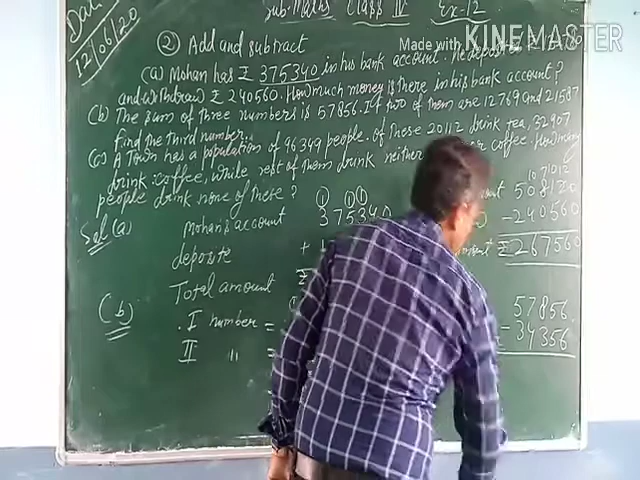 Sub-Maths Class IV Ex-12
Date
12/06/20
Made with KINEMASTER
② Add and subtract
(a) Mohan has ₹ 375340 in his bank account. He deposited
and withdraw ₹ 240560. How much money is there in his bank account?
(b) The sum of three numbers is 57856. If two of them are 12769 and 21587
find the third number.
(c) A Town has a population of 96349 people. Of these 20112 drink tea, 32907
drink coffee, while rest of them drink neither coffee. How many
people drink none of these?
Sol (a) Mohan's account 375340
deposite +
Total amount ₹
508120
- 240560
₹ 267560
(b) I number =
II " =
57856
- 34356